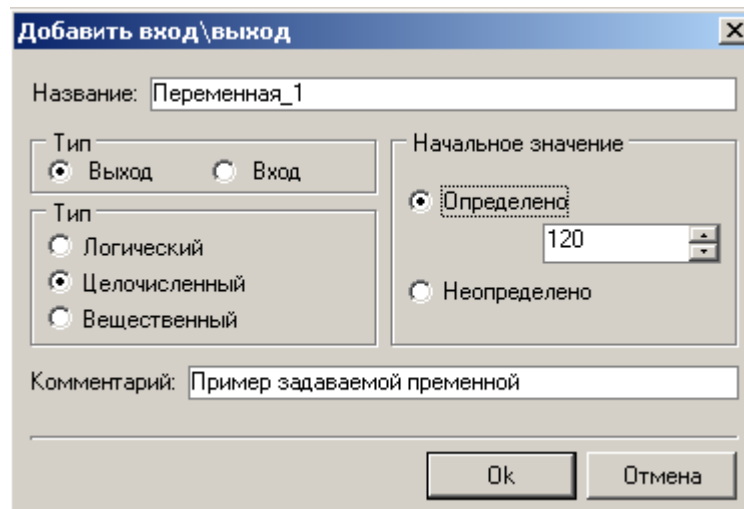 Добавить вход\выход
Название: Переменная_1
Тип
Выход Вход
Тип
Логический
Целочисленный
Вещественный
Начальное значение
Определено
120
Неопределено
Комментарий: Пример задаваемой пременной
Ok Отмена